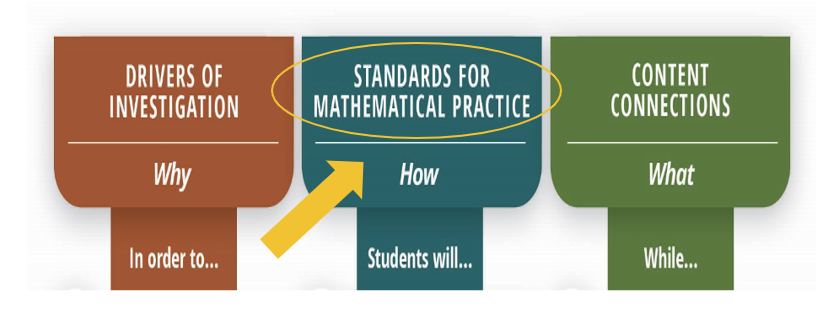 DRIVERS OF
INVESTIGATION
Why
In order to...
STANDARDS FOR
MATHEMATICAL PRACTICE
How
Students will...
CONTENT
CONNECTIONS
What
While...